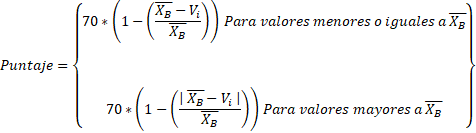 70 ∗ (1 − ((X̅_B − V_i) / X̅_B)) Para valores menores o iguales a X̅_B
Puntaje =
70 ∗ (1 − (| X̅_B − V_i | / X̅_B)) Para valores mayores a X̅_B